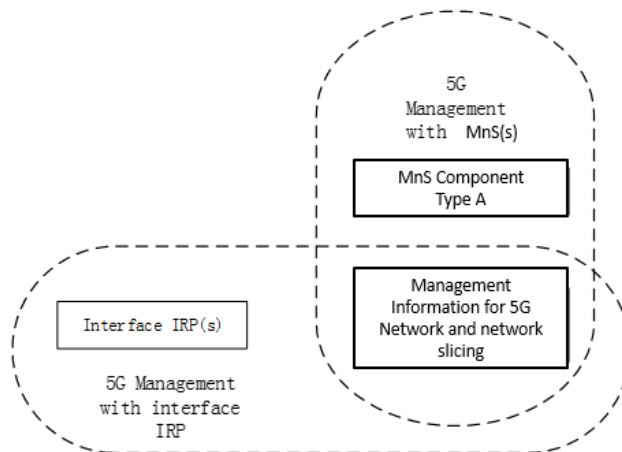 5G
Management
with MnS(s)
MnS Component
Type A
Management
Information for 5G
Network and network
slicing
Interface IRP(s)
5G Management
with interface
IRP